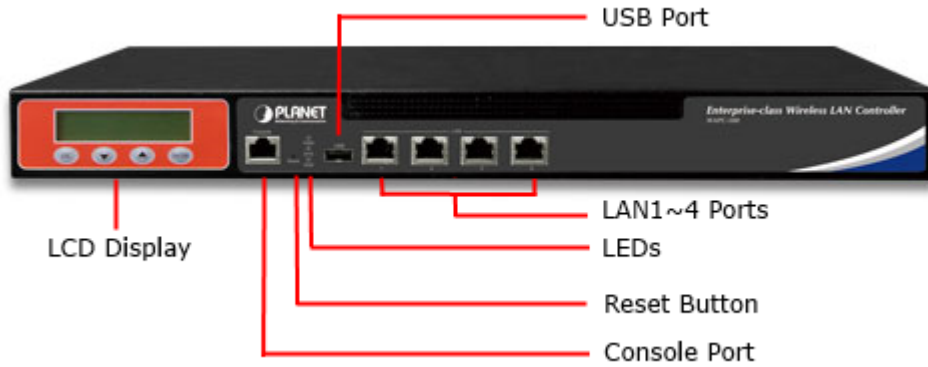 USB Port
PLANET
Enterprise-class Wireless LAN Controller
LAN1~4 Ports
LCD Display
LEDs
Reset Button
Console Port